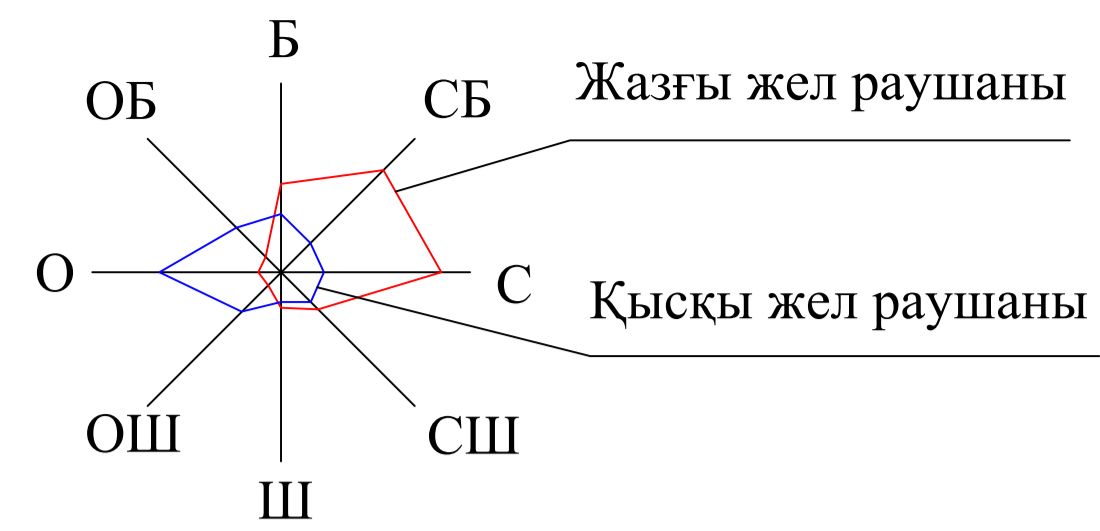 Б
ОБ
СБ
Жазғы жел раушаны
О
С
Қысқы жел раушаны
ОШ
СШ
Ш